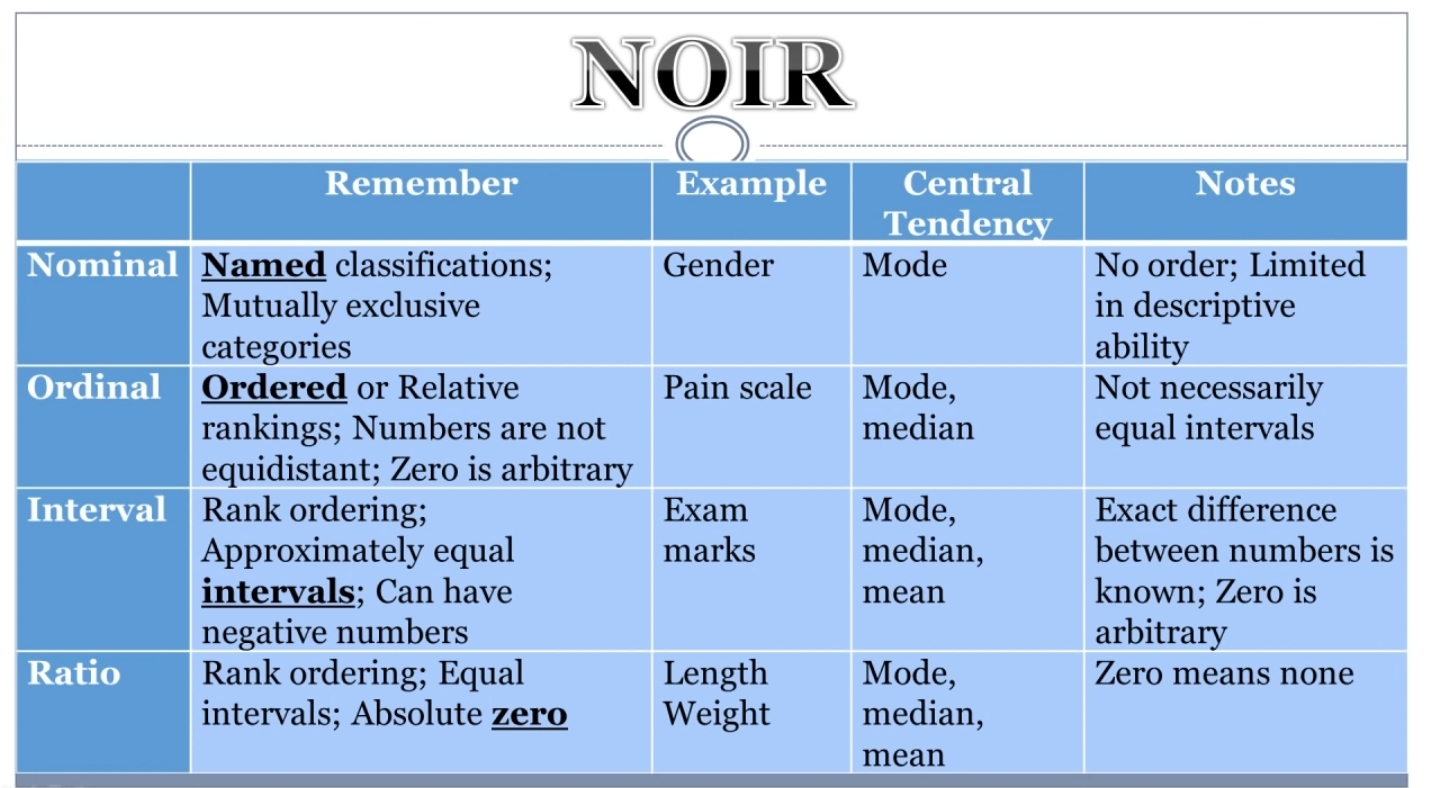 NOIR
Remember
Example
Central
Tendency
Notes
Nominal
Named classifications;
Mutually exclusive
categories
Gender
Mode
No order; Limited
in descriptive
ability
Ordinal
Ordered or Relative
rankings; Numbers are not
equidistant; Zero is arbitrary
Pain scale
Mode,
median
Not necessarily
equal intervals
Interval
Rank ordering;
Approximately equal
intervals; Can have
negative numbers
Exam
marks
Mode,
median,
mean
Exact difference
between numbers is
known; Zero is
arbitrary
Ratio
Rank ordering; Equal
intervals; Absolute zero
Length
Weight
Mode,
median,
mean
Zero means none